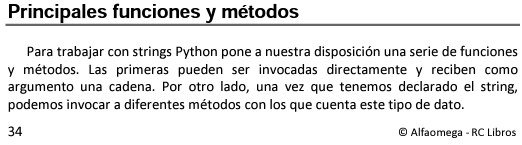 Principales funciones y métodos
Para trabajar con strings Python pone a nuestra disposición una serie de funciones
y métodos. Las primeras pueden ser invocadas directamente y reciben como
argumento una cadena. Por otro lado, una vez que tenemos declarado el string,
podemos invocar a diferentes métodos con los que cuenta este tipo de dato.
34
© Alfaomega - RC Libros